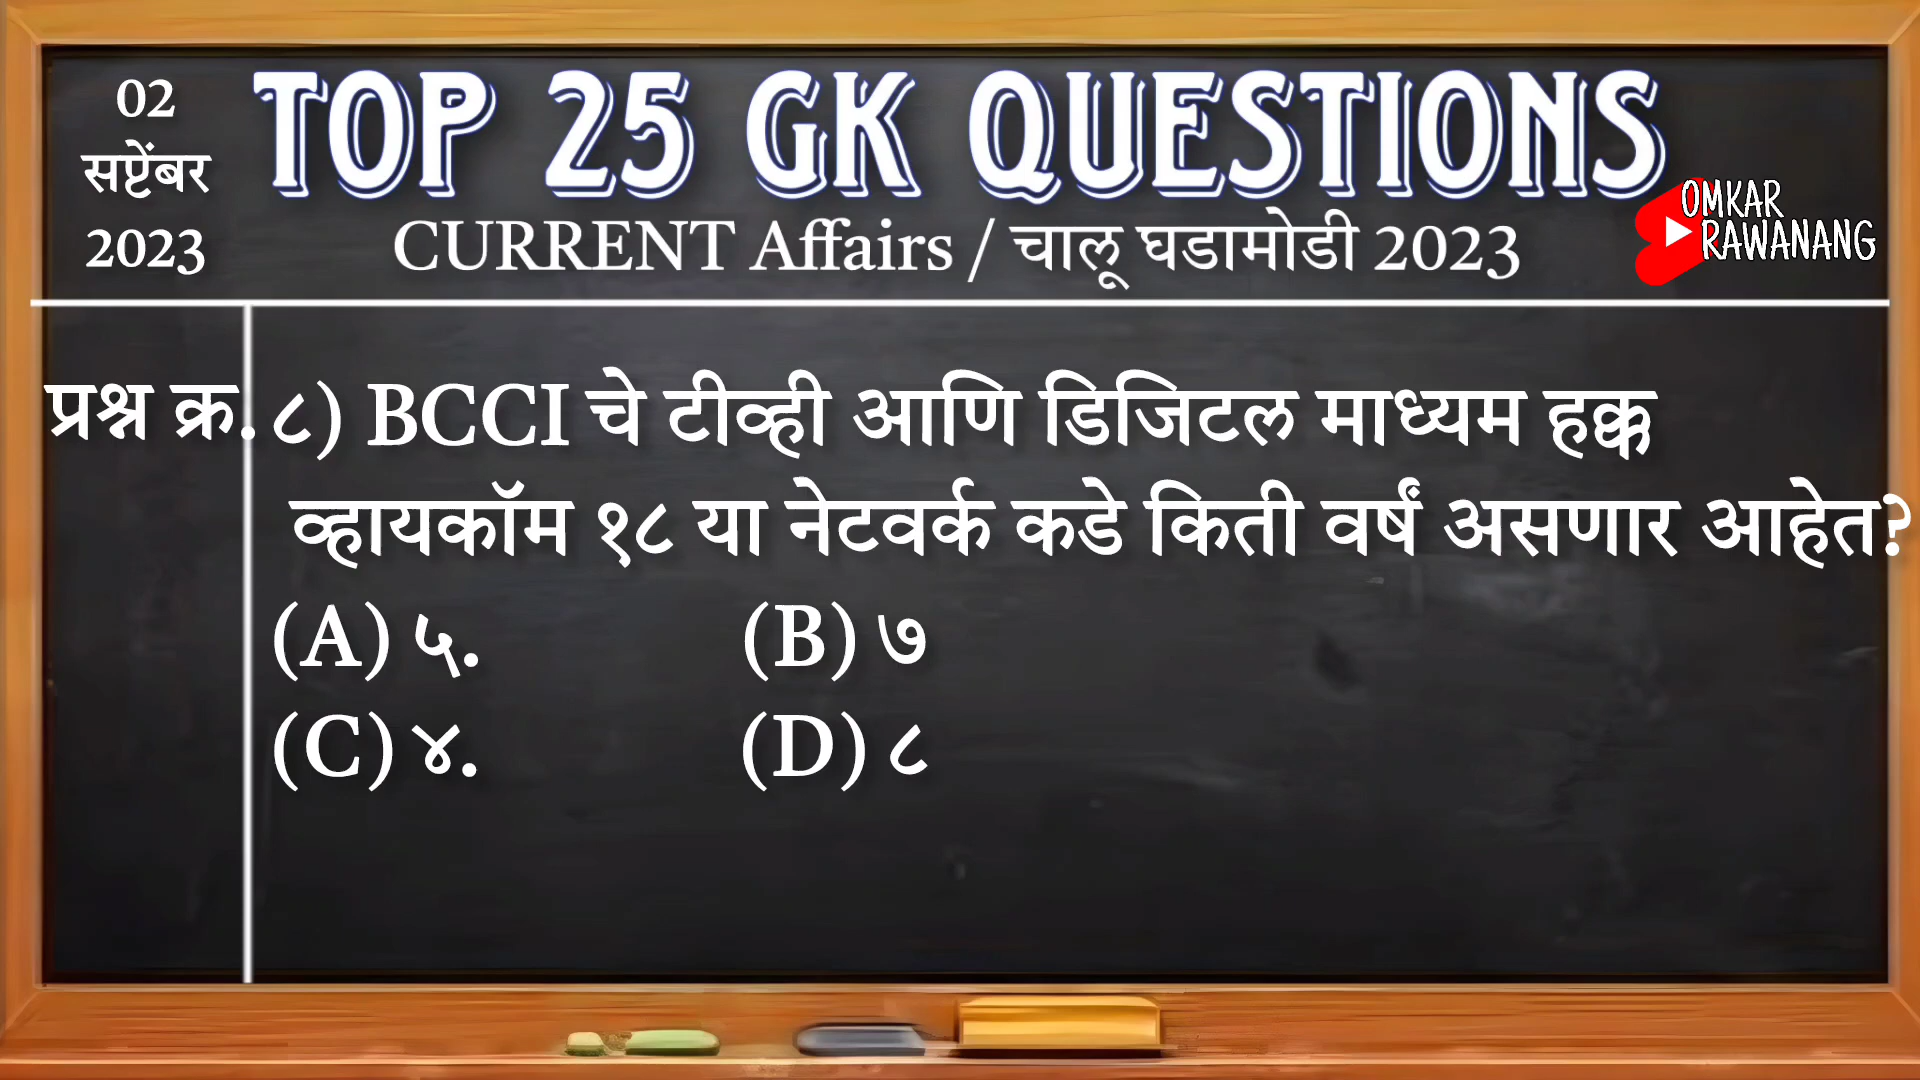 02
सप्टेंबर
2023
TOP 25 GK QUESTIONS
CURRENT Affairs / चालू घडामोडी 2023
OMKAR
RAWANANG
प्रश्न क्र. ८) BCCI चे टीव्ही आणि डिजिटल माध्यम हक्क
व्हायकॉम १८ या नेटवर्क कडे किती वर्षं असणार आहेत?
(A) ५. (B) ७
(C) ४. (D) ८